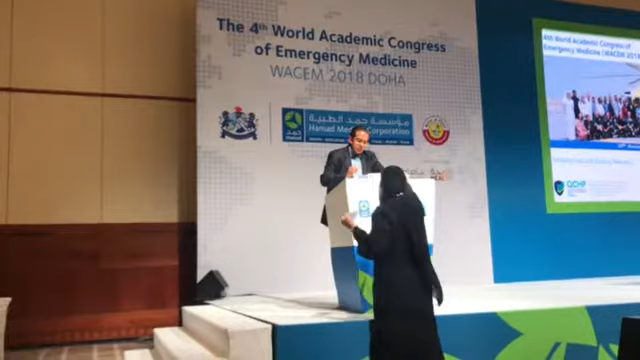 The 4th World Academic Congress
of Emergency Medicine
WACEM 2018 DOHA
مؤسسة حمد الطبية
Hamad Medical Corporation
4th World Academic Congress of
Emergency Medicine (WACEM 2018)
QCHP